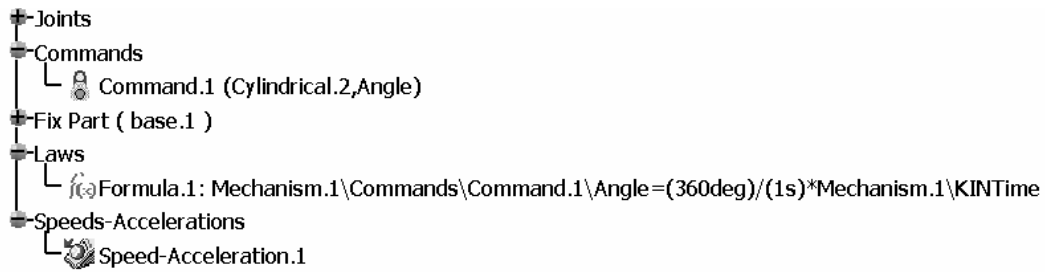 Joints
Commands
Command.1 (Cylindrical.2,Angle)
Fix Part ( base.1 )
Laws
f(x) Formula.1: Mechanism.1\Commands\Command.1\Angle=(360deg)/(1s)*Mechanism.1\KINTime
Speeds-Accelerations
Speed-Acceleration.1